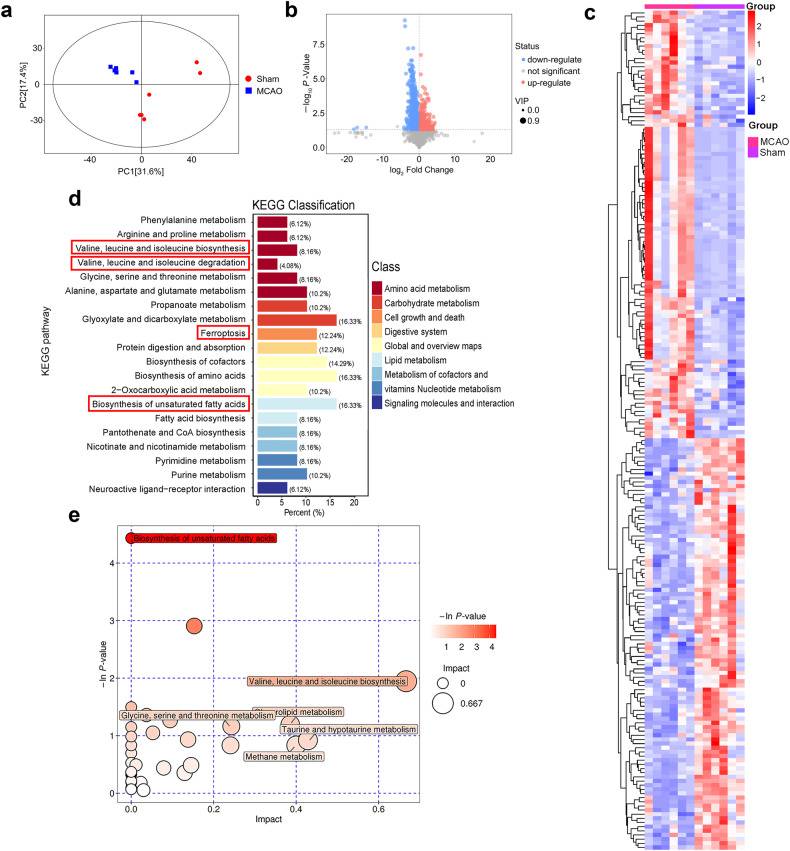 a
30
0
-30
PC2[17.4%]
-40
0
40
PC1[31.6%]
Sham
MCAO
b
7.5
5.0
2.5
0.0
−log10 P-Value
-20
-10
0
10
20
log2 Fold Change
Status
down-regulate
not significant
up-regulate
VIP
0.0
0.9
c
Group
2
1
0
-1
-2
Group
MCAO
Sham
d
KEGG Classification
KEGG pathway
Phenylalanine metabolism (6.12%)
Arginine and proline metabolism (6.12%)
Valine, leucine and isoleucine biosynthesis (8.16%)
Valine, leucine and isoleucine degradation (4.08%)
Glycine, serine and threonine metabolism (8.16%)
Alanine, aspartate and glutamate metabolism (10.2%)
Propanoate metabolism (10.2%)
Glyoxylate and dicarboxylate metabolism (16.33%
Ferroptosis (12.24%)
Protein digestion and absorption (12.24%)
Biosynthesis of cofactors (14.29%)
Biosynthesis of amino acids (16.33%
2−Oxocarboxylic acid metabolism (10.2%)
Biosynthesis of unsaturated fatty acids (16.33%
Fatty acid biosynthesis (8.16%)
Pantothenate and CoA biosynthesis (8.16%)
Nicotinate and nicotinamide metabolism (8.16%)
Pyrimidine metabolism (8.16%)
Purine metabolism (10.2%)
Neuroactive ligand−receptor interaction (6.12%)
0 5 10 15 20
Percent (%)
Class
Amino acid metabolism
Carbohydrate metabolism
Cell growth and death
Digestive system
Global and overview maps
Lipid metabolism
Metabolism of cofactors and
vitamins Nucleotide metabolism
Signaling molecules and interaction
e
Biosynthesis of unsaturated fatty acids
Valine, leucine and isoleucine biosynthesis
Glycine, serine and threonine metabolism
lipid metabolism
Taurine and hypotaurine metabolism
Methane metabolism
4
3
2
1
0
−ln P-value
0.0 0.2 0.4 0.6
Impact
−ln P-value
1 2 3 4
Impact
0
0.667